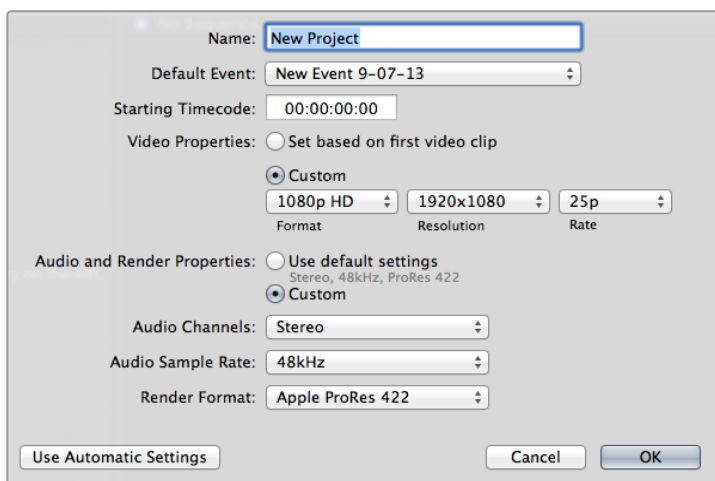 No Sequence
Name: New Project
Default Event: New Event 9-07-13
Starting Timecode: 00:00:00:00
Video Properties: Set based on first video clip
Custom
1080p HD 1920x1080 25p
Format Resolution Rate
Audio and Render Properties: Use default settings
Stereo, 48kHz, ProRes 422
Custom
Audio Channels: Stereo
Audio Sample Rate: 48kHz
Render Format: Apple ProRes 422
Use Automatic Settings Cancel OK